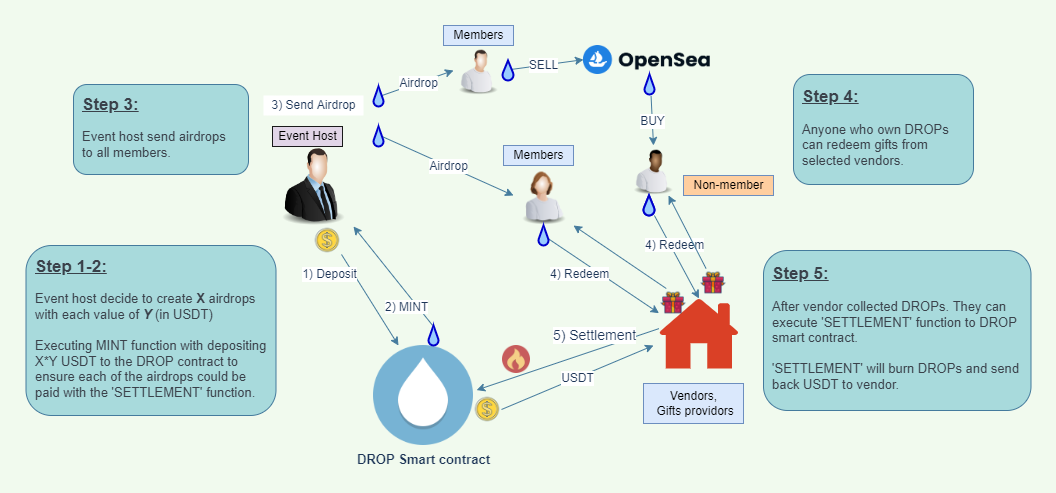 Members
SELL
OpenSea
Airdrop
Step 3:
Event host send airdrops
to all members.
3) Send Airdrop
Event Host
Airdrop
Members
BUY
Non-member
Step 4:
Anyone who own DROPs
can redeem gifts from
selected vendors.
Step 1-2:
Event host decide to create X airdrops
with each value of Y (in USDT)
Executing MINT function with depositing
X*Y USDT to the DROP contract to
ensure each of the airdrops could be
paid with the 'SETTLEMENT' function.
1) Deposit
2) MINT
4) Redeem
4) Redeem
5) Settlement
USDT
Vendors,
Gifts providors
DROP Smart contract
Step 5:
After vendor collected DROPs. They can
execute 'SETTLEMENT' function to DROP
smart contract.
'SETTLEMENT' will burn DROPs and send
back USDT to vendor.